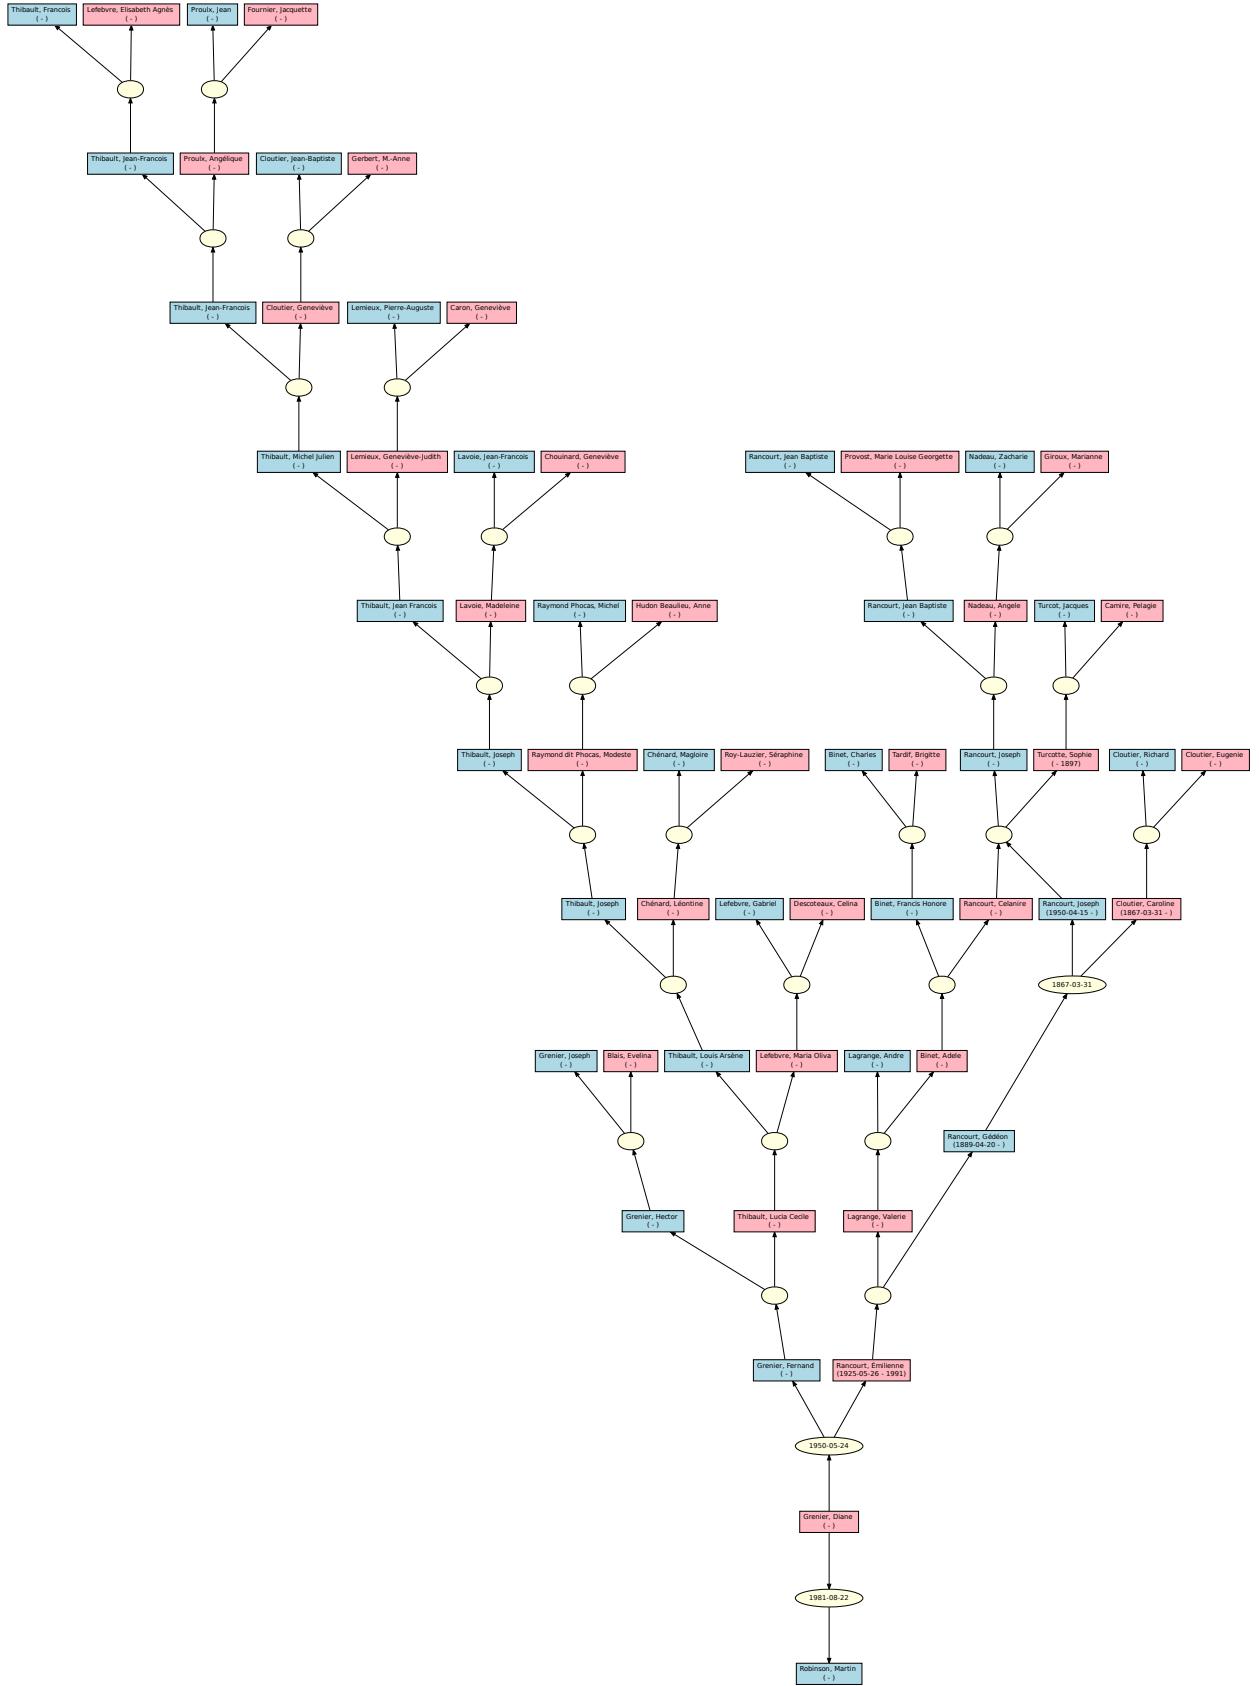 Thibault, Francois
( - )
Lefebvre, Elisabeth Agnès
( - )
Proulx, Jean
( - )
Fournier, Jacquette
( - )
Thibault, Jean-Francois
( - )
Proulx, Angélique
( - )
Cloutier, Jean-Baptiste
( - )
Gerbert, M.-Anne
( - )
Thibault, Jean-Francois
( - )
Cloutier, Geneviève
( - )
Lemieux, Pierre-Auguste
( - )
Caron, Geneviève
( - )
Thibault, Michel Julien
( - )
Lemieux, Geneviève-Judith
( - )
Lavoie, Jean-Francois
( - )
Chouinard, Geneviève
( - )
Rancourt, Jean Baptiste
( - )
Provost, Marie Louise Georgette
( - )
Nadeau, Zacharie
( - )
Giroux, Marianne
( - )
Thibault, Jean Francois
( - )
Lavoie, Madeleine
( - )
Raymond Phocas, Michel
( - )
Hudon Beaulieu, Anne
( - )
Rancourt, Jean Baptiste
( - )
Nadeau, Angele
( - )
Turcot, Jacques
( - )
Camire, Pelagie
( - )
Thibault, Joseph
( - )
Raymond dit Phocas, Modeste
( - )
Chénard, Magloire
( - )
Roy-Lauzier, Séraphine
( - )
Binet, Charles
( - )
Tardif, Brigitte
( - )
Rancourt, Joseph
( - )
Turcotte, Sophie
( - 1897)
Cloutier, Richard
( - )
Cloutier, Eugenie
( - )
Thibault, Joseph
( - )
Chénard, Léontine
( - )
Lefebvre, Gabriel
( - )
Descoteaux, Celina
( - )
Binet, Francis Honore
( - )
Rancourt, Celanire
( - )
Rancourt, Joseph
(1950-04-15 - )
Cloutier, Caroline
(1867-03-31 - )
1867-03-31
Grenier, Joseph
( - )
Blais, Evelina
( - )
Thibault, Louis Arsène
( - )
Lefebvre, Maria Oliva
( - )
Lagrange, Andre
( - )
Binet, Adele
( - )
Rancourt, Gédéon
(1889-04-20 - )
Grenier, Hector
( - )
Thibault, Lucia Cecile
( - )
Lagrange, Valerie
( - )
Grenier, Fernand
( - )
Rancourt, Émilienne
(1925-05-26 - 1991)
1950-05-24
Grenier, Diane
( - )
1981-08-22
Robinson, Martin
( - )